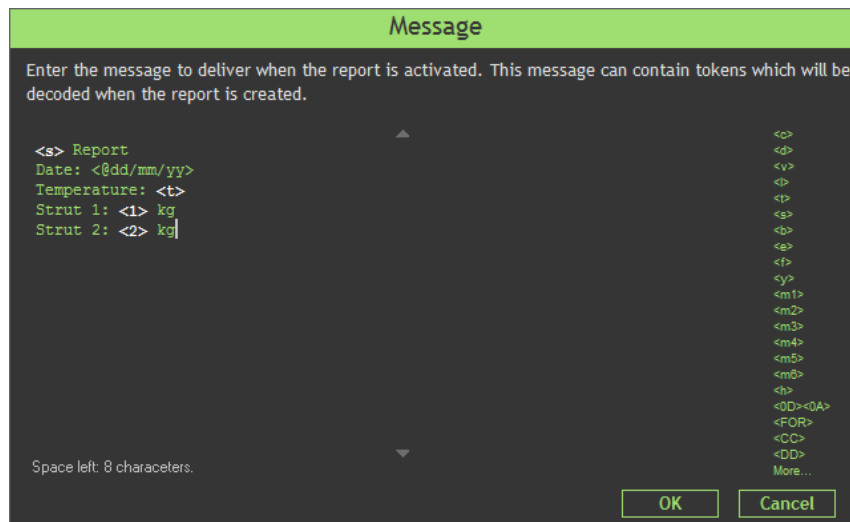 Message
Enter the message to deliver when the report is activated. This message can contain tokens which will be
decoded when the report is created.
<s> Report
Date: <@dd/mm/yy>
Temperature: <t>
Strut 1: <1> kg
Strut 2: <2> kg
Space left: 8 characeters.
<c>
<d>
<v>
<l>
<t>
<s>
<b>
<e>
<f>
<y>
<m1>
<m2>
<m3>
<m4>
<m5>
<m6>
<h>
<0D><0A>
<FOR>
<CC>
<DD>
More...
OK
Cancel